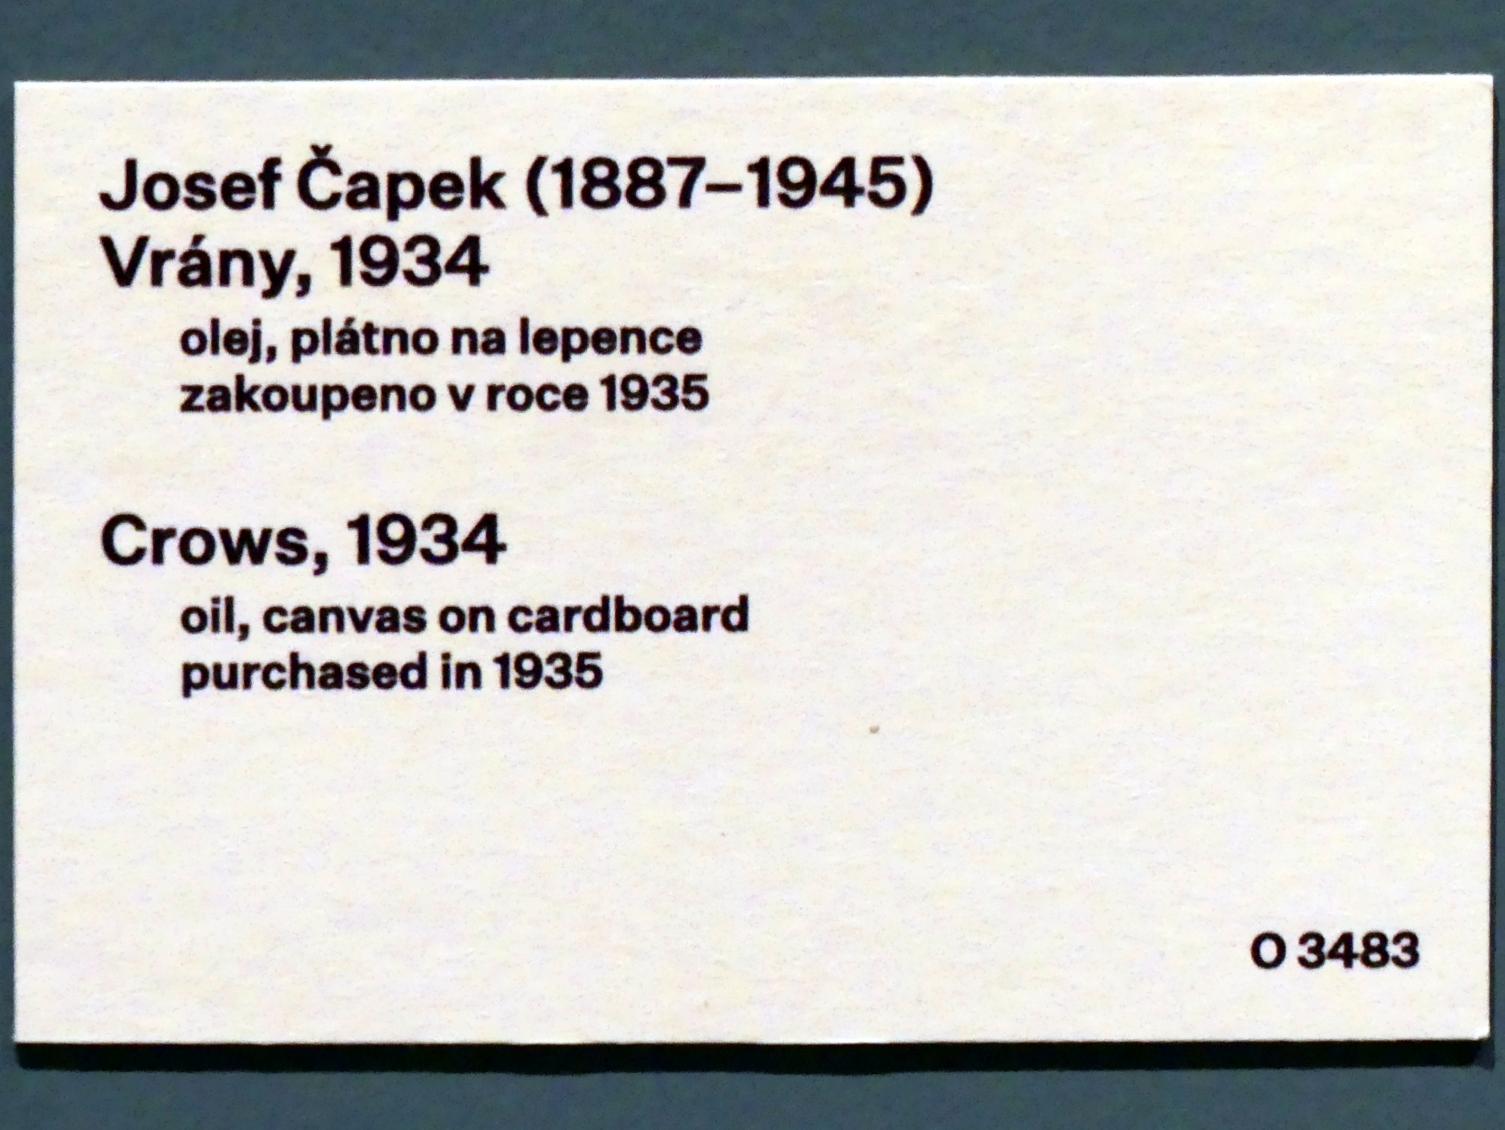 Josef Čapek (1887–1945)
Vrány, 1934
olej, plátno na lepence
zakoupeno v roce 1935
Crows, 1934
oil, canvas on cardboard
purchased in 1935
O 3483